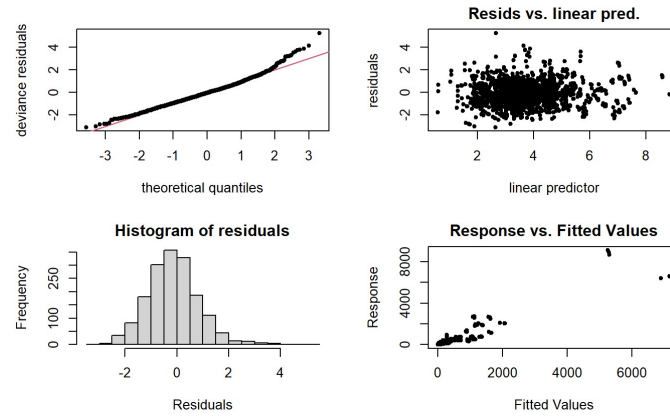 deviance residuals
-2 0 2 4
-3 -2 -1 0 1 2 3
theoretical quantiles
Resids vs. linear pred.
residuals
-2 0 2 4
2 4 6 8
linear predictor
Histogram of residuals
Frequency
0 100 250
-2 0 2 4
Residuals
Response vs. Fitted Values
Response
0 4000 8000
0 2000 4000 6000
Fitted Values